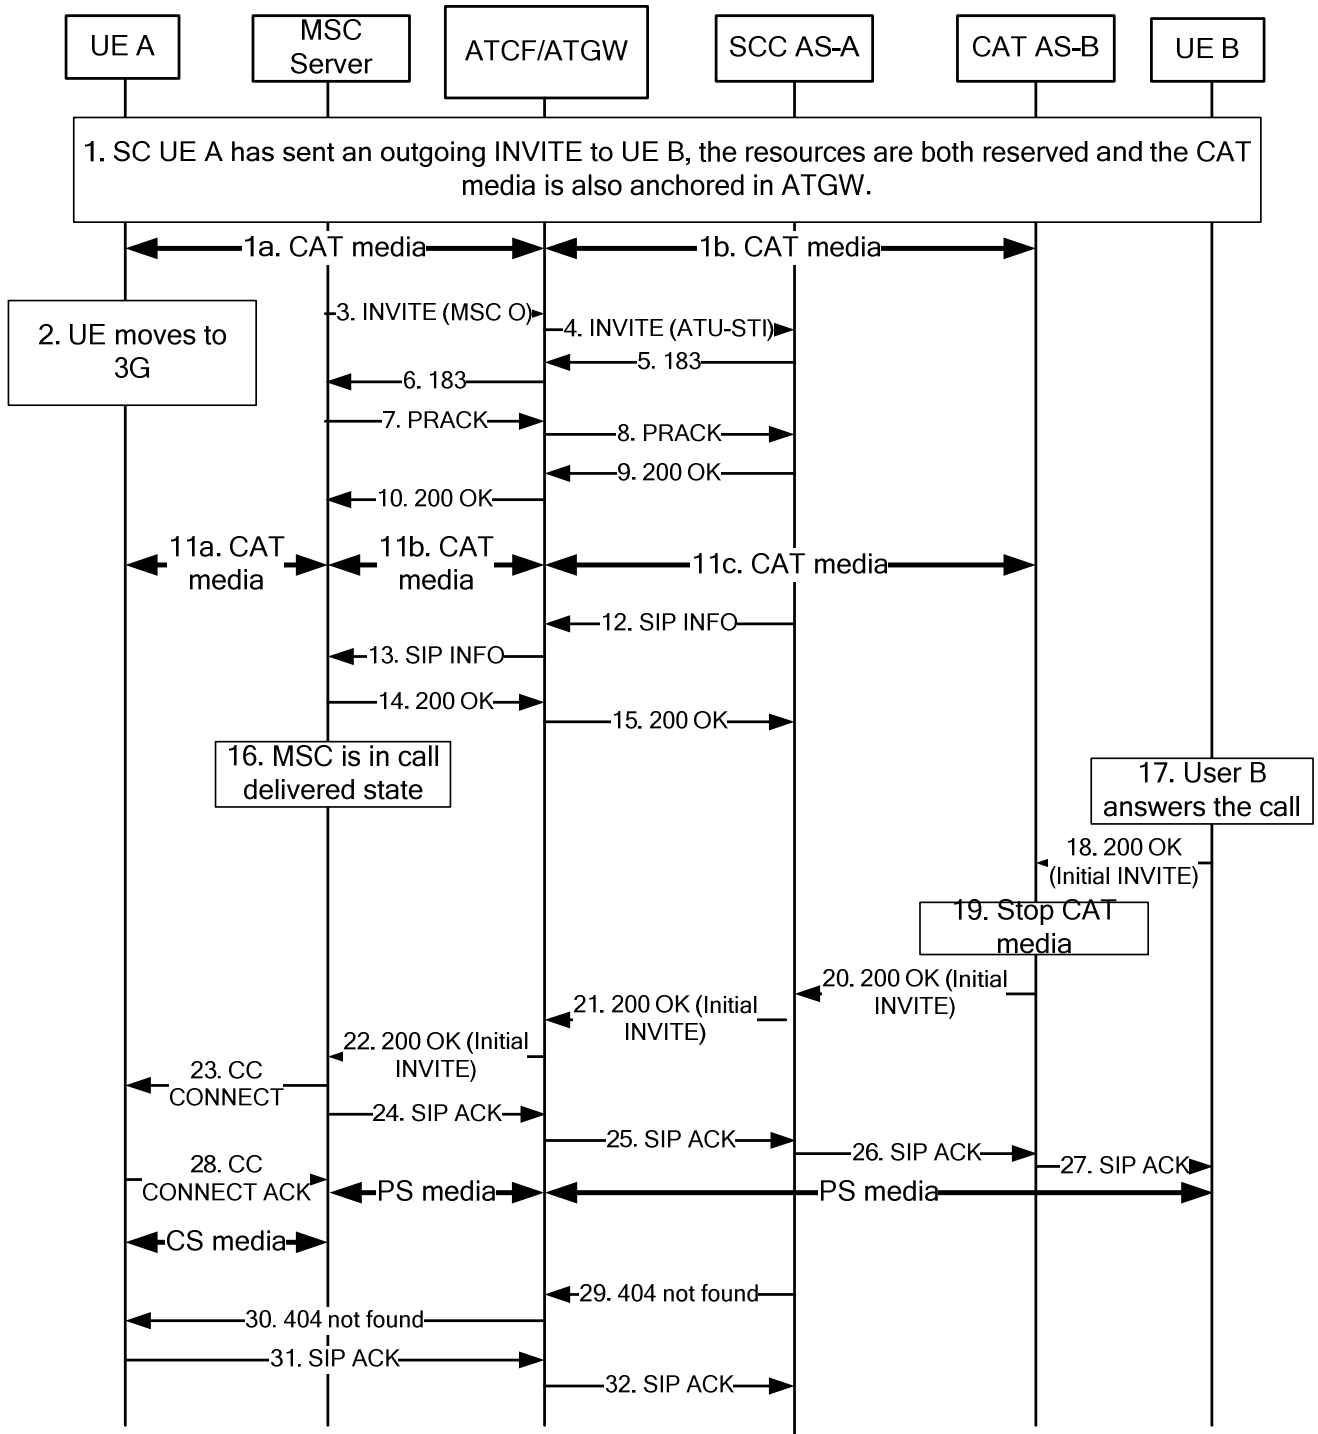 UE A
MSC
Server
ATCF/ATGW
SCC AS-A
CAT AS-B
UE B
1. SC UE A has sent an outgoing INVITE to UE B, the resources are both reserved and the CAT
media is also anchored in ATGW.
1a. CAT media
1b. CAT media
2. UE moves to
3G
3. INVITE (MSC O)
4. INVITE (ATU-STI)
5. 183
6. 183
7. PRACK
8. PRACK
9. 200 OK
10. 200 OK
11a. CAT
media
11b. CAT
media
11c. CAT media
12. SIP INFO
13. SIP INFO
14. 200 OK
15. 200 OK
16. MSC is in call
delivered state
17. User B
answers the call
18. 200 OK
(Initial INVITE)
19. Stop CAT
media
20. 200 OK (Initial
INVITE)
21. 200 OK (Initial
INVITE)
22. 200 OK (Initial
INVITE)
23. CC
CONNECT
24. SIP ACK
25. SIP ACK
26. SIP ACK
27. SIP ACK
28. CC
CONNECT ACK
PS media
PS media
CS media
29. 404 not found
30. 404 not found
31. SIP ACK
32. SIP ACK